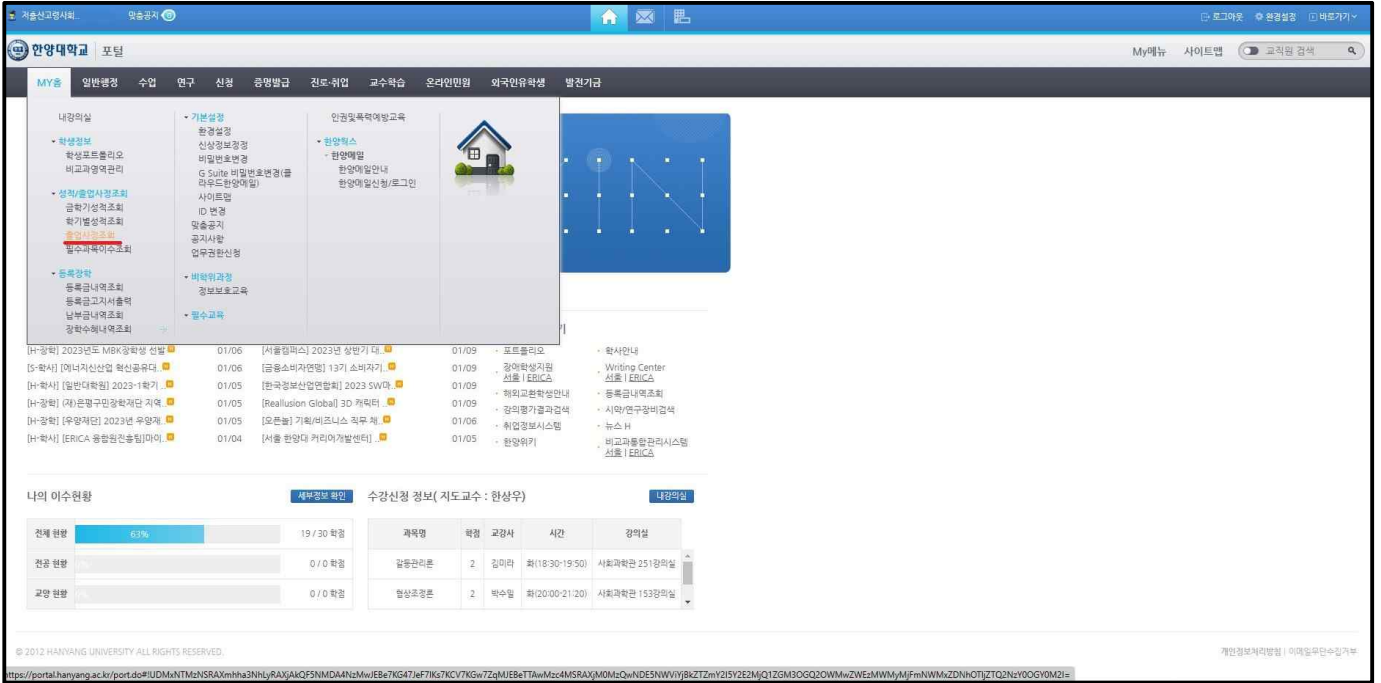 저출산고령사회..
맞춤공지
로그아웃
환경설정
바로가기
한양대학교 포털
My메뉴
사이트맵
교직원 검색
MY홈
일반행정
수업
연구
신청
증명발급
진로·취업
교수학습
온라인민원
외국인유학생
발전기금
내강의실
학생정보
학생포트폴리오
비교과영역관리
성적/졸업사정조회
금학기성적조회
학기별성적조회
졸업사정조회
필수과목이수조회
등록장학
등록금내역조회
등록금고지서출력
납부금내역조회
장학수혜내역조회
기본설정
환경설정
신상정보정정
비밀번호변경
G Suite 비밀번호변경(클
라우드한양메일)
사이트맵
ID 변경
맞춤공지
공지사항
업무권한신청
비학위과정
정보보호교육
필수교육
인권및폭력예방교육
한양웍스
- 한양메일
한양메일안내
한양메일신청/로그인
[H-장학] 2023년도 MBK장학생 선발
01/06
[S-학사] [에너지신산업 혁신공유대..
01/06
[H-학사] [일반대학원] 2023-1학기 ..
01/05
[H-장학] (재)은평구민장학재단 지역..
01/05
[H-장학] [우양재단] 2023년 우양재..
01/05
[H-학사] [ERICA 융합원진흥팀]마이..
01/04
[서울캠퍼스] 2023년 상반기 대..
01/09
[금융소비자연맹] 13기 소비자기..
01/09
[한국정보산업연합회] 2023 SW마..
01/09
[Reallusion Global] 3D 캐릭터 ..
01/09
[오픈놀] 기획/비즈니스 직무 채..
01/06
[서울 한양대 커리어개발센터] ..
01/05
포트폴리오
장애학생지원
서울 | ERICA
해외교환학생안내
강의평가결과검색
취업정보시스템
한양위키
학사안내
Writing Center
서울 | ERICA
등록금내역조회
시약/연구장비검색
뉴스 H
비교과통합관리시스템
서울 | ERICA
나의 이수현황
세부정보 확인
전체 현황 63% 19 / 30 학점
전공 현황 0% 0 / 0 학점
교양 현황 0% 0 / 0 학점
수강신청 정보( 지도교수 : 한상우)
내강의실
과목명 학점 교강사 시간 강의실
갈등관리론 2 김미라 화(18:30-19:50) 사회과학관 251강의실
협상조정론 2 박수밀 화(20:00-21:20) 사회과학관 153강의실
© 2012 HANYANG UNIVERSITY ALL RIGHTS RESERVED.
개인정보처리방침 | 이메일무단수집거부